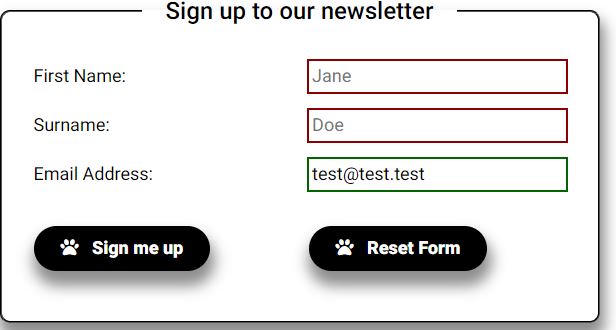 Sign up to our newsletter
First Name: Jane
Surname: Doe
Email Address: test@test.test
Sign me up Reset Form